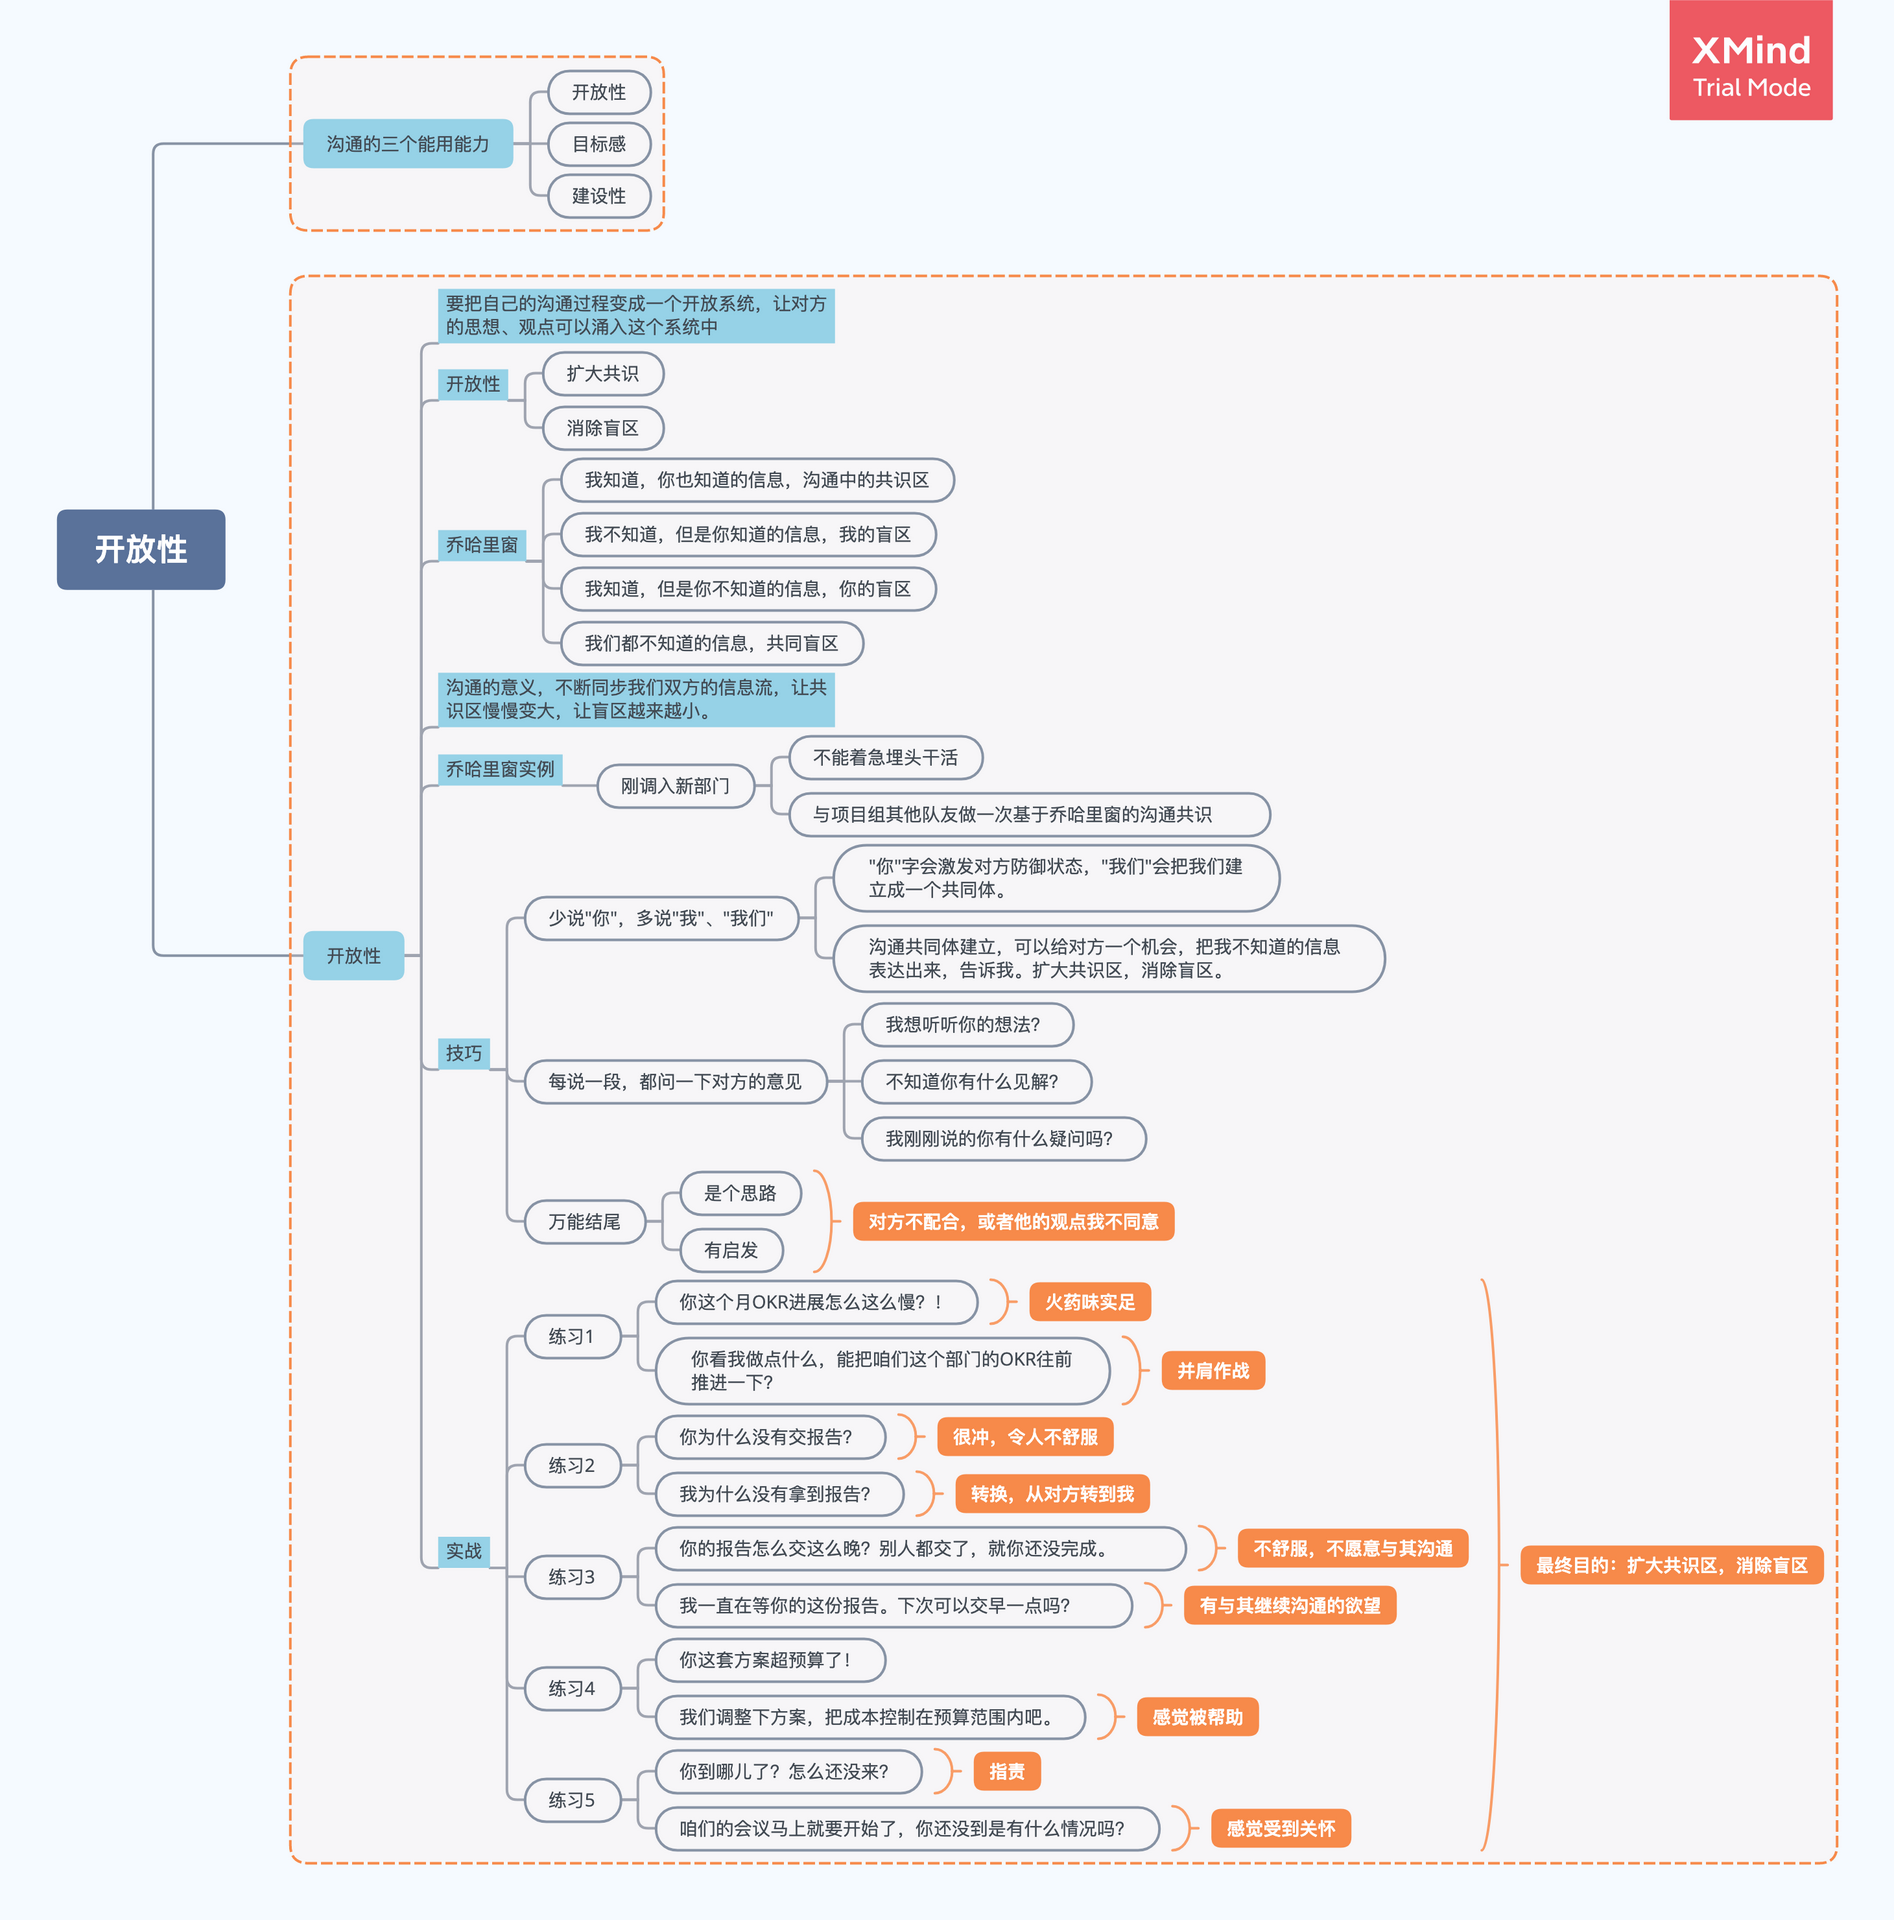 XMind
Trial Mode
开放性
沟通的三个能用能力
开放性
目标感
建设性
开放性
要把自己的沟通过程变成一个开放系统，让对方
的思想、观点可以涌入这个系统中
开放性
扩大共识
消除盲区
乔哈里窗
我知道，你也知道的信息，沟通中的共识区
我不知道，但是你知道的信息，我的盲区
我知道，但是你不知道的信息，你的盲区
我们都不知道的信息，共同盲区
沟通的意义，不断同步我们双方的信息流，让共
识区慢慢变大，让盲区越来越小。
乔哈里窗实例
刚调入新部门
不能着急埋头干活
与项目组其他队友做一次基于乔哈里窗的沟通共识
技巧
少说"你"，多说"我"、"我们"
"你"字会激发对方防御状态，"我们"会把我们建
立成一个共同体。
沟通共同体建立，可以给对方一个机会，把我不知道的信息
表达出来，告诉我。扩大共识区，消除盲区。
每说一段，都问一下对方的意见
我想听听你的想法？
不知道你有什么见解？
我刚刚说的你有什么疑问吗？
万能结尾
是个思路
有启发
对方不配合，或者他的观点我不同意
实战
练习1
你这个月OKR进展怎么这么慢？！
火药味实足
你看我做点什么，能把咱们这个部门的OKR往前
推进一下？
并肩作战
练习2
你为什么没有交报告？
很冲，令人不舒服
我为什么没有拿到报告？
转换，从对方转到我
练习3
你的报告怎么交这么晚？别人都交了，就你还没完成。
不舒服，不愿意与其沟通
我一直在等你的这份报告。下次可以交早一点吗？
有与其继续沟通的欲望
练习4
你这套方案超预算了！
我们调整下方案，把成本控制在预算范围内吧。
感觉被帮助
练习5
你到哪儿了？怎么还没来？
指责
咱们的会议马上就要开始了，你还没到是有什么情况吗？
感觉受到关怀
最终目的：扩大共识区，消除盲区